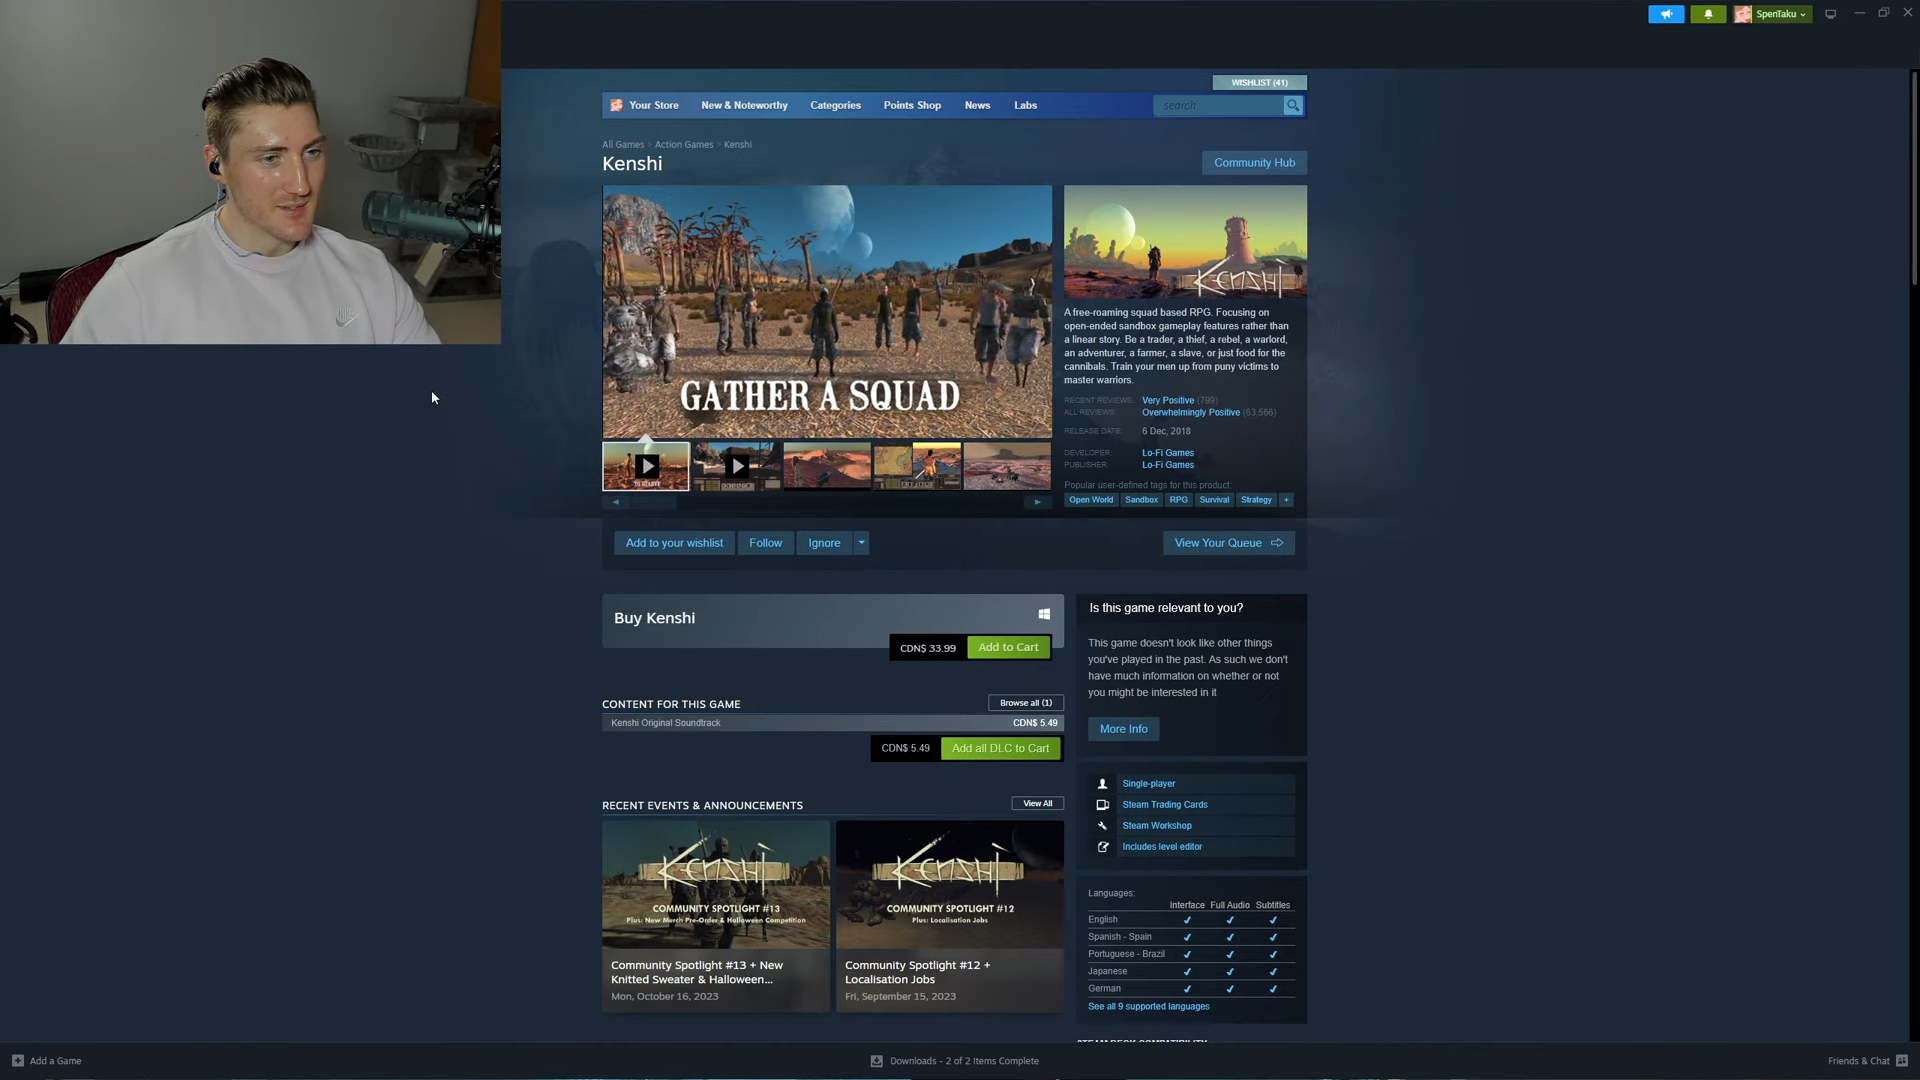 SpenTaku
WISHLIST (41)
Your Store
New & Noteworthy
Categories
Points Shop
News
Labs
search
All Games > Action Games > Kenshi
Kenshi
Community Hub
GATHER A SQUAD
KENSHI
A free-roaming squad based RPG. Focusing on
open-ended sandbox gameplay features rather than
a linear story. Be a trader, a thief, a rebel, a warlord,
an adventurer, a farmer, a slave, or just food for the
cannibals. Train your men up from puny victims to
master warriors.
RECENT REVIEWS: Very Positive (799)
ALL REVIEWS: Overwhelmingly Positive (63,566)
RELEASE DATE: 6 Dec, 2018
DEVELOPER: Lo-Fi Games
PUBLISHER: Lo-Fi Games
Popular user-defined tags for this product:
Open World Sandbox RPG Survival Strategy +
Add to your wishlist
Follow
Ignore
View Your Queue
Buy Kenshi
CDN$ 33.99
Add to Cart
CONTENT FOR THIS GAME
Browse all (1)
Kenshi Original Soundtrack
CDN$ 5.49
CDN$ 5.49
Add all DLC to Cart
RECENT EVENTS & ANNOUNCEMENTS
View All
KENSHI
COMMUNITY SPOTLIGHT #13
Plus: New Merch Pre-Order & Halloween Competition
Community Spotlight #13 + New
Knitted Sweater & Halloween...
Mon, October 16, 2023
KENSHI
COMMUNITY SPOTLIGHT #12
Plus: Localisation Jobs
Community Spotlight #12 +
Localisation Jobs
Fri, September 15, 2023
Is this game relevant to you?
This game doesn't look like other things
you've played in the past. As such we don't
have much information on whether or not
you might be interested in it
More Info
Single-player
Steam Trading Cards
Steam Workshop
Includes level editor
Languages:
Interface Full Audio Subtitles
English ✔ ✔ ✔
Spanish - Spain ✔ ✔ ✔
Portuguese - Brazil ✔ ✔ ✔
Japanese ✔ ✔ ✔
German ✔ ✔ ✔
See all 9 supported languages
STEAM DECK COMPATIBILITY
Add a Game
Downloads - 2 of 2 Items Complete
Friends & Chat